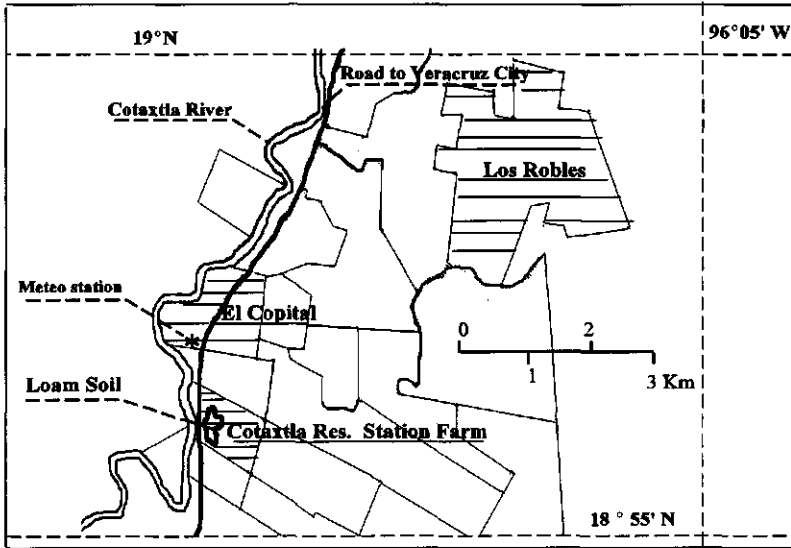 19°N
96°05' W
Road to Veracruz City
Cotaxtla River
Los Robles
Meteo station
El Copital
0
2
1
3 Km
Loam Soil
Cotaxtla Res. Station Farm
18 ° 55' N